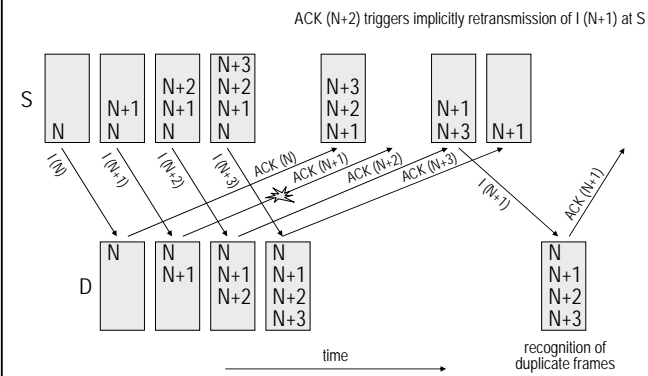 ACK (N+2) triggers implicitly retransmission of I (N+1) at S
S
N
N+1
N
N+2
N+1
N
N+3
N+2
N+1
N
N+3
N+2
N+1
N+1
N+3
N+1
I (N)
I (N+1)
I (N+2)
I (N+3)
ACK (N)
ACK (N+1)
ACK (N+2)
ACK (N+3)
I (N+1)
ACK (N+1)
D
N
N
N+1
N
N+1
N+2
N
N+1
N+2
N+3
N
N+1
N+2
N+3
time
recognition of
duplicate frames